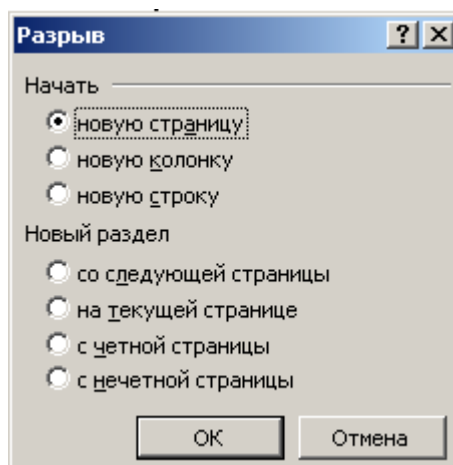 Разрыв
Начать
новую страницу
новую колонку
новую строку
Новый раздел
со следующей страницы
на текущей странице
с четной страницы
с нечетной страницы
ОК Отмена